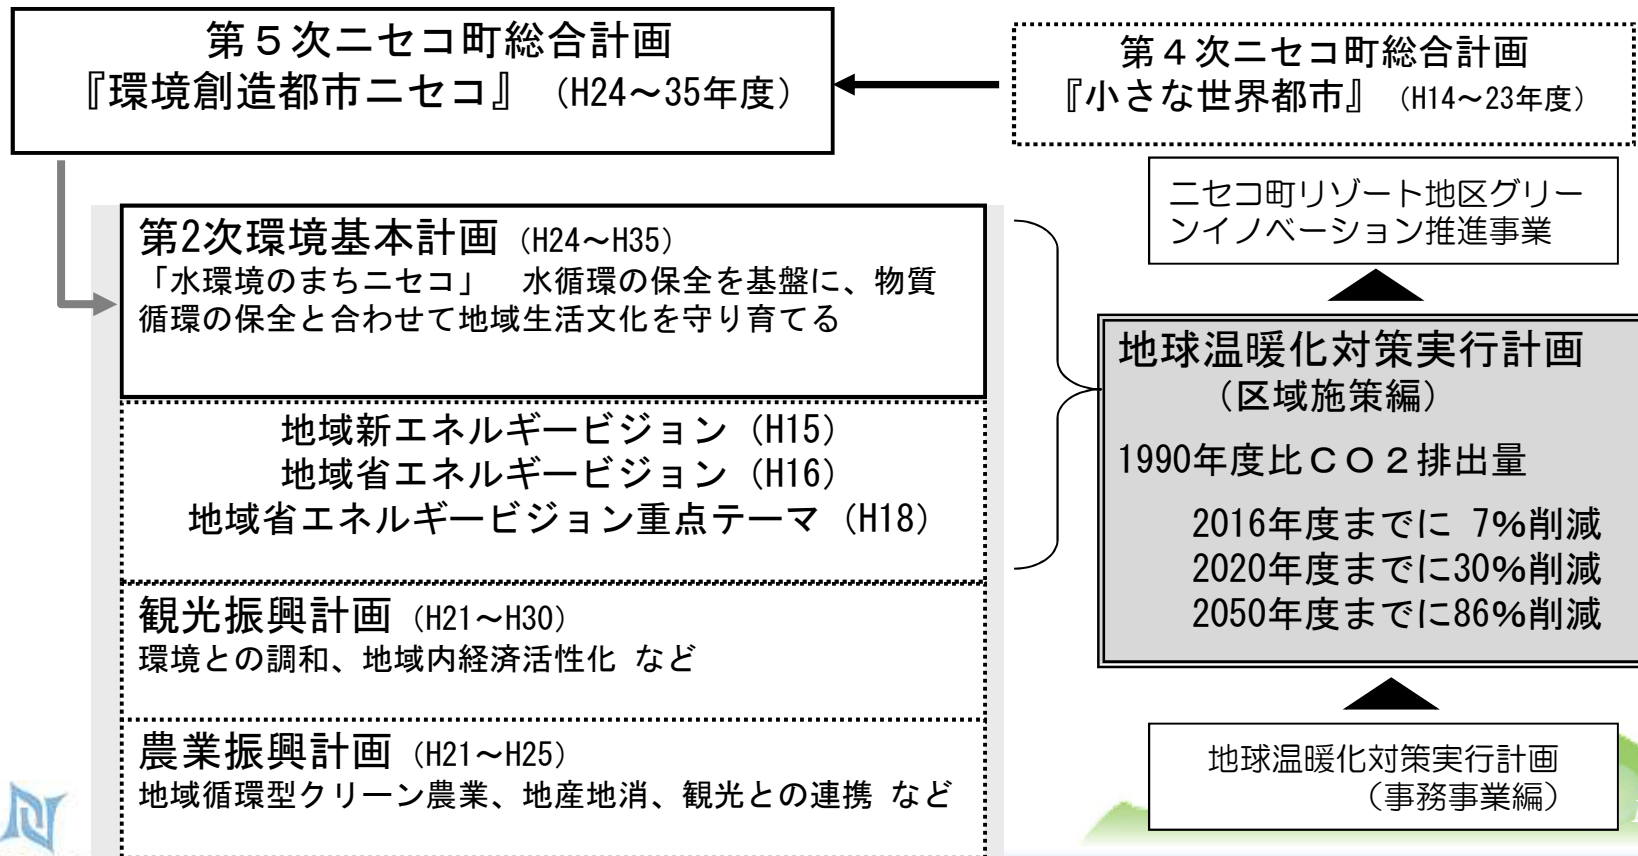 第５次ニセコ町総合計画
『環境創造都市ニセコ』（H24～35年度）
第４次ニセコ町総合計画
『小さな世界都市』（H14～23年度）
第2次環境基本計画（H24～H35）
「水環境のまちニセコ」　水循環の保全を基盤に、物質
循環の保全と合わせて地域生活文化を守り育てる
地域新エネルギービジョン（H15）
地域省エネルギービジョン（H16）
地域省エネルギービジョン重点テーマ（H18）
観光振興計画（H21～H30）
環境との調和、地域内経済活性化 など
農業振興計画（H21～H25）
地域循環型クリーン農業、地産地消、観光との連携 など
ニセコ町リゾート地区グリー
ンイノベーション推進事業
地球温暖化対策実行計画
（区域施策編）
1990年度比ＣＯ２排出量
2016年度までに 7%削減
2020年度までに30%削減
2050年度までに86%削減
地球温暖化対策実行計画
（事務事業編）